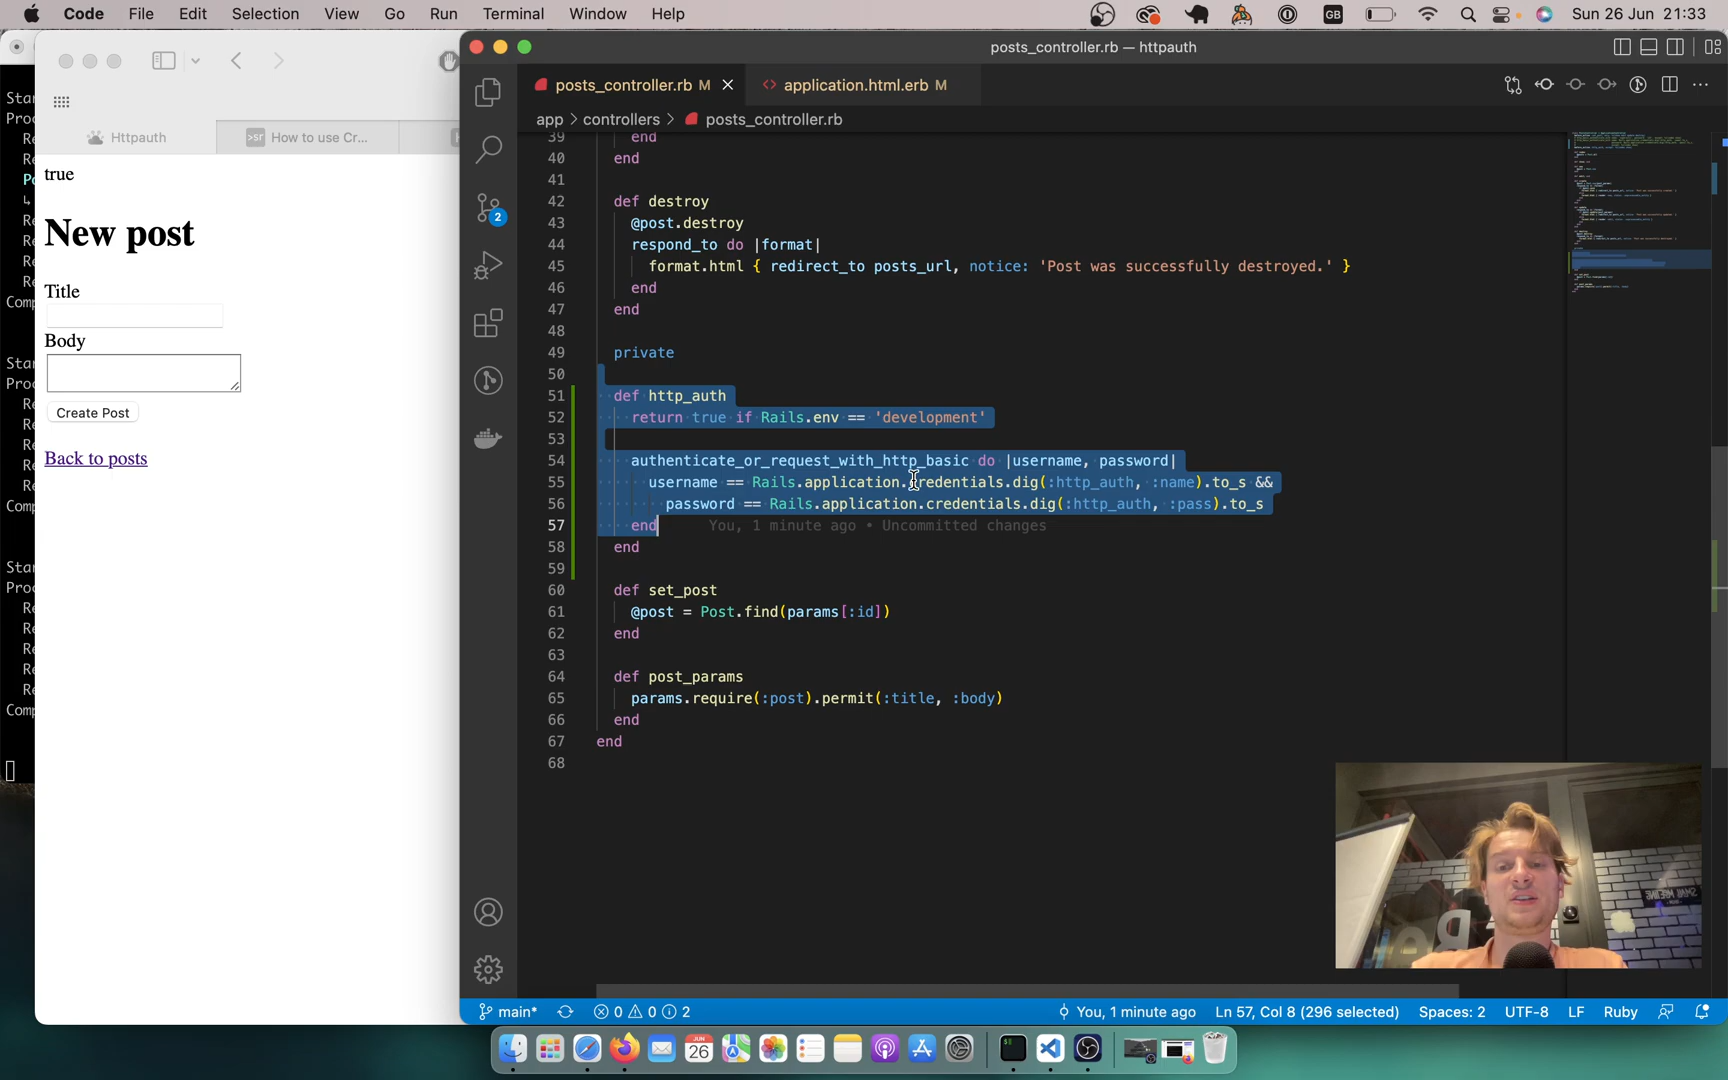 Code File Edit Selection View Go Run Terminal Window Help GB Sun 26 Jun 21:33
posts_controller.rb — httpauth
posts_controller.rb M
application.html.erb M
app > controllers > posts_controller.rb
Httpauth
How to use Cr...
true
New post
Title
Body
Create Post
Back to posts
39 end
40 end
41
42 def destroy
43 @post.destroy
44 respond_to do |format|
45 format.html { redirect_to posts_url, notice: 'Post was successfully destroyed.' }
46 end
47 end
48
49 private
50
51 def http_auth
52 return true if Rails.env == 'development'
53
54 authenticate_or_request_with_http_basic do |username, password|
55 username == Rails.application.credentials.dig(:http_auth, :name).to_s &&
56 password == Rails.application.credentials.dig(:http_auth, :pass).to_s
57 end You, 1 minute ago • Uncommitted changes
58 end
59
60 def set_post
61 @post = Post.find(params[:id])
62 end
63
64 def post_params
65 params.require(:post).permit(:title, :body)
66 end
67 end
68
2
main* 0 0 2 You, 1 minute ago Ln 57, Col 8 (296 selected) Spaces: 2 UTF-8 LF Ruby
JUN
26